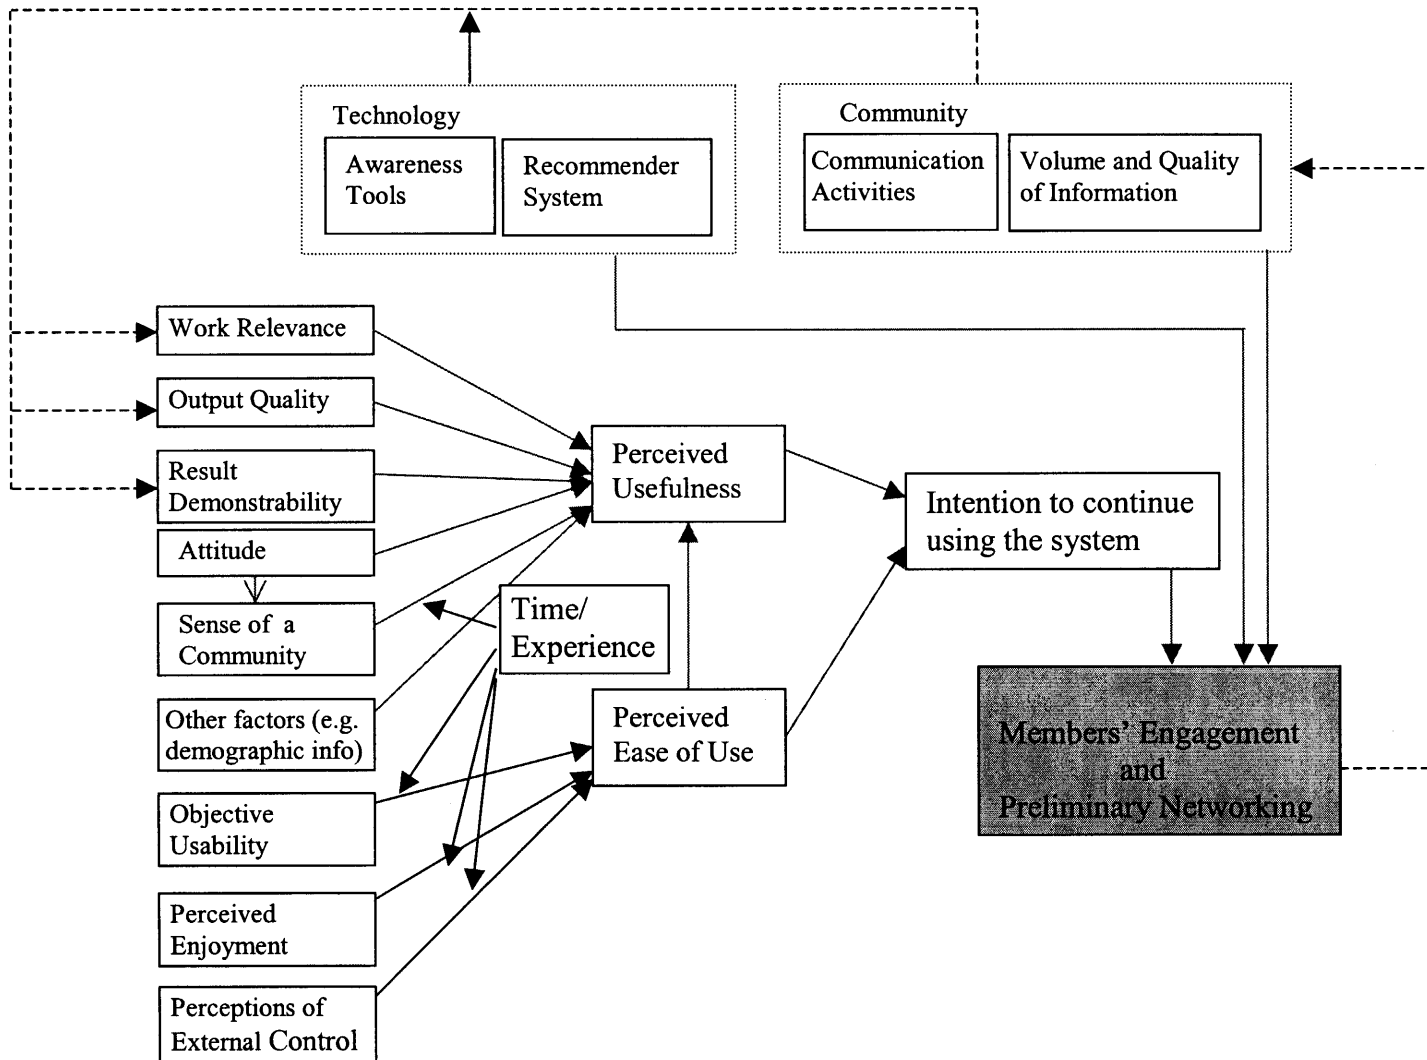 Technology
Awareness
Tools
Recommender
System
Community
Communication
Activities
Volume and Quality
of Information
Work Relevance
Output Quality
Result
Demonstrability
Attitude
Sense of a
Community
Other factors (e.g.
demographic info)
Objective
Usability
Perceived
Enjoyment
Perceptions of
External Control
Time/
Experience
Perceived
Usefulness
Perceived
Ease of Use
Intention to continue
using the system
Members’ Engagement
and
Preliminary Networking